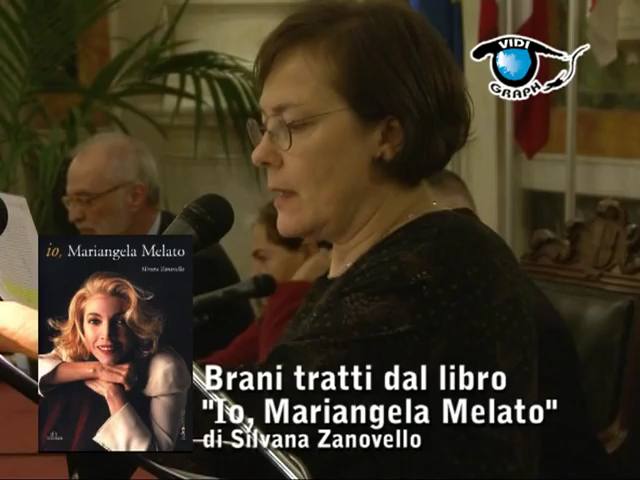 VIDI
GRAPH
io, Mariangela Melato
Silvana Zanovello
Brani tratti dal libro
"Io, Mariangela Melato"
di Silvana Zanovello